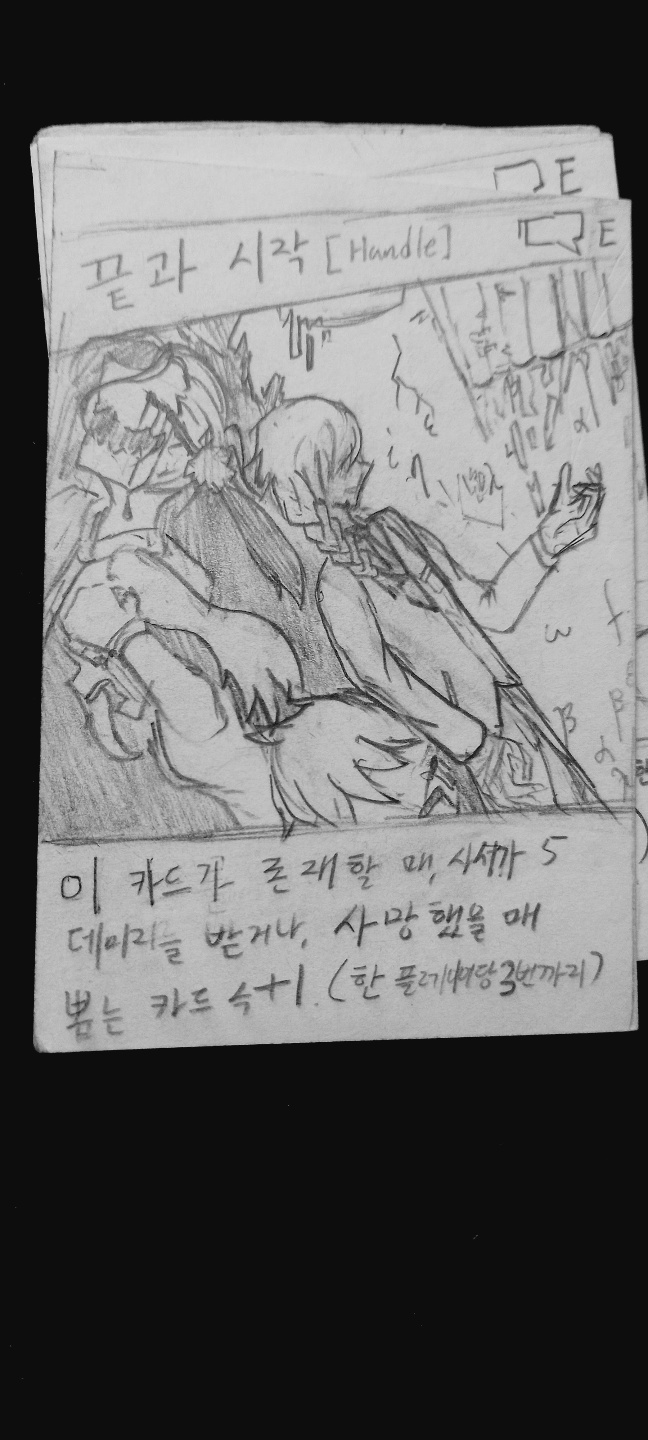 E
끝과 시작 [Handle] E
α
ω
β
β
α
이 카드가 존재할 때, 시성가 5
데미리를 받거나, 사망했을 때
뽑는 카드 수+1. (한 플레이어당 3번까지)